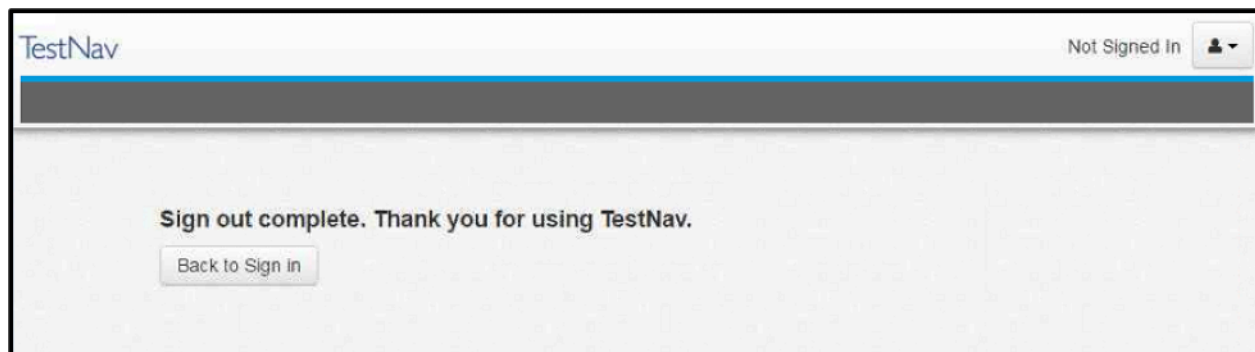 TestNav
Not Signed In
Sign out complete. Thank you for using TestNav.
Back to Sign in